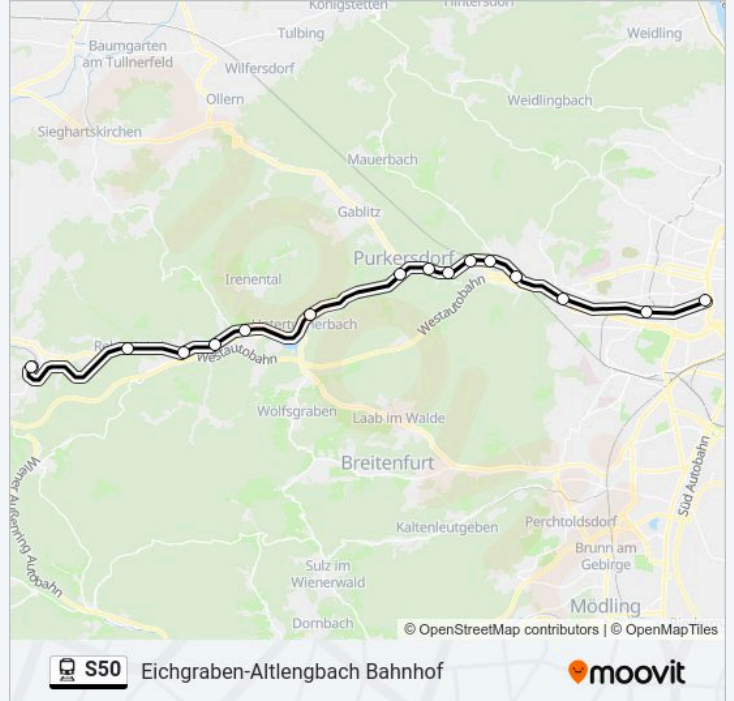 Königstetten
Hintersdorf
Tulbing
Weidling
Baumgarten
am Tullnerfeld
Wilfersdorf
Ollern
Weidlingbach
Sieghartskirchen
Mauerbach
Gablitz
Purkersdorf
Irenental
Westautobahn
Westautobahn
Wolfsgraben
Laab im Walde
Breitenfurt
Wiener Außenring Autobahn
Süd Autobahn
Kaltenleutgeben
Perchtoldsdorf
Brunn am
Gebirge
Sulz im
Wienerwald
Mödling
Dornbach
© OpenStreetMap contributors | © OpenMapTiles
S50 Eichgraben-Altlengbach Bahnhof
moovit